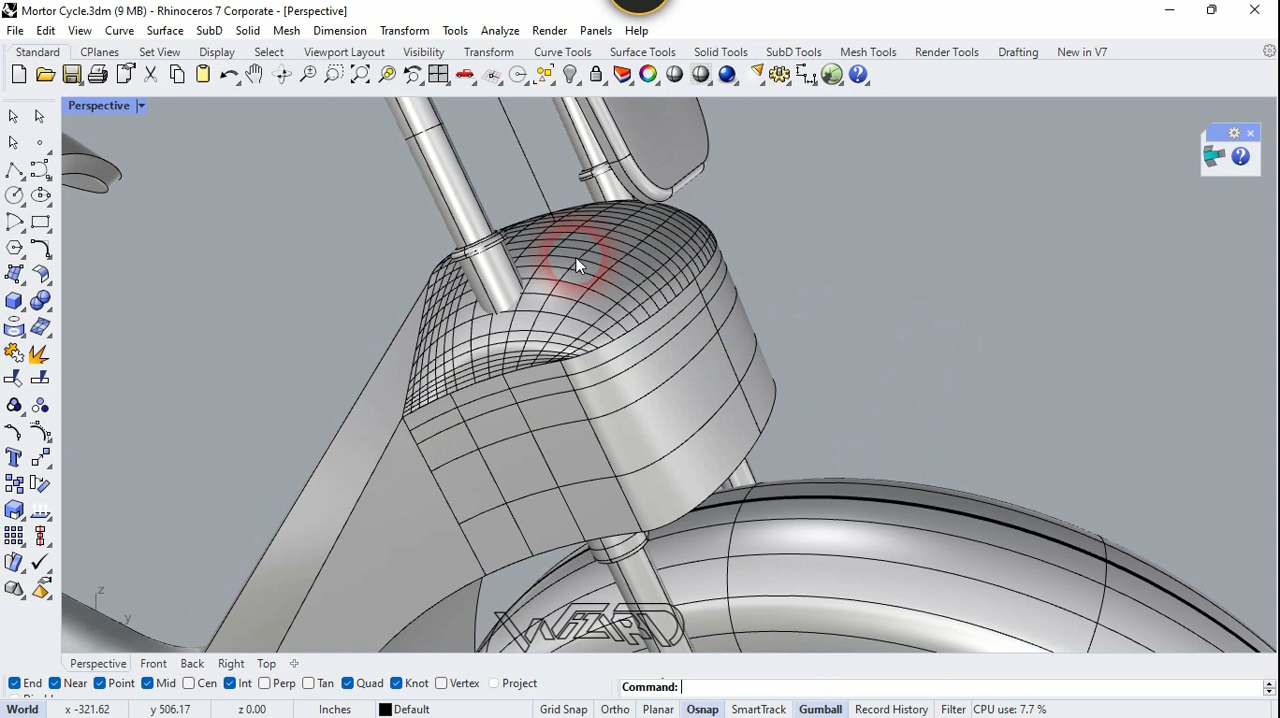 Mortor Cycle.3dm (9 MB) - Rhinoceros 7 Corporate - [Perspective]
File Edit View Curve Surface SubD Solid Mesh Dimension Transform Tools Analyze Render Panels Help
Standard CPlanes Set View Display Select Viewport Layout Visibility Transform Curve Tools Surface Tools Solid Tools SubD Tools Mesh Tools Render Tools Drafting New in V7
Perspective
z
y
Perspective Front Back Right Top
End Near Point Mid Cen Int Perp Tan Quad Knot Vertex Project
Command:
World x -321.62 y 506.17 z 0.00 Inches Default Grid Snap Ortho Planar Osnap SmartTrack Gumball Record History Filter CPU use: 7.7 %